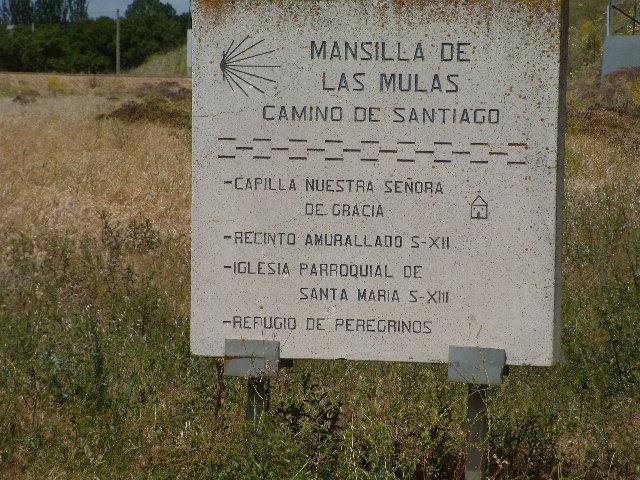 MANSILLA DE
LAS MULAS
CAMINO DE SANTIAGO
-CAPILLA NUESTRA SEÑORA
DE GRACIA
-RECINTO AMURALLADO S-XII
-IGLESIA PARROQUIAL DE
SANTA MARIA S-XIII
-REFUGIO DE PEREGRINOS